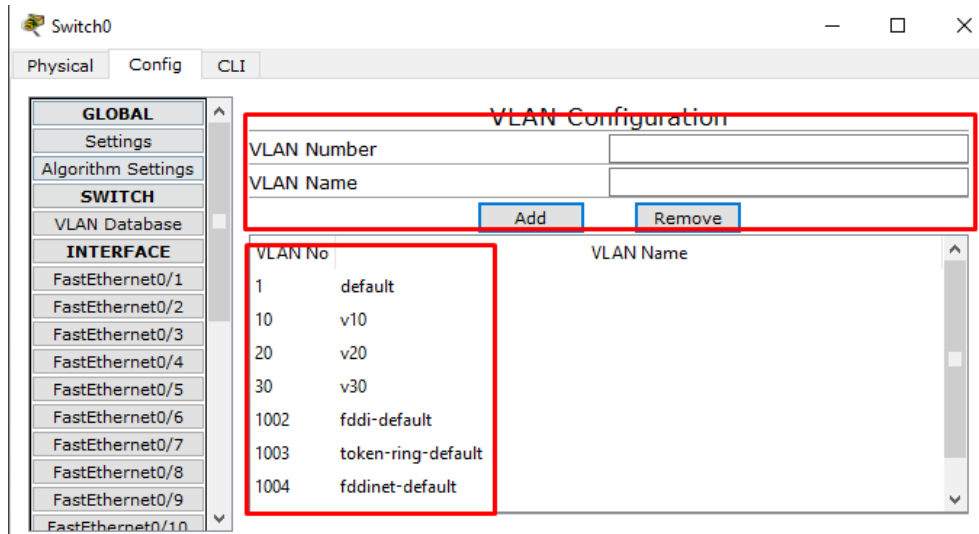 Switch0
Physical Config CLI
GLOBAL
Settings
Algorithm Settings
SWITCH
VLAN Database
INTERFACE
FastEthernet0/1
FastEthernet0/2
FastEthernet0/3
FastEthernet0/4
FastEthernet0/5
FastEthernet0/6
FastEthernet0/7
FastEthernet0/8
FastEthernet0/9
FastEthernet0/10
VLAN Configuration
VLAN Number
VLAN Name
Add Remove
VLAN No VLAN Name
1 default
10 v10
20 v20
30 v30
1002 fddi-default
1003 token-ring-default
1004 fddinet-default